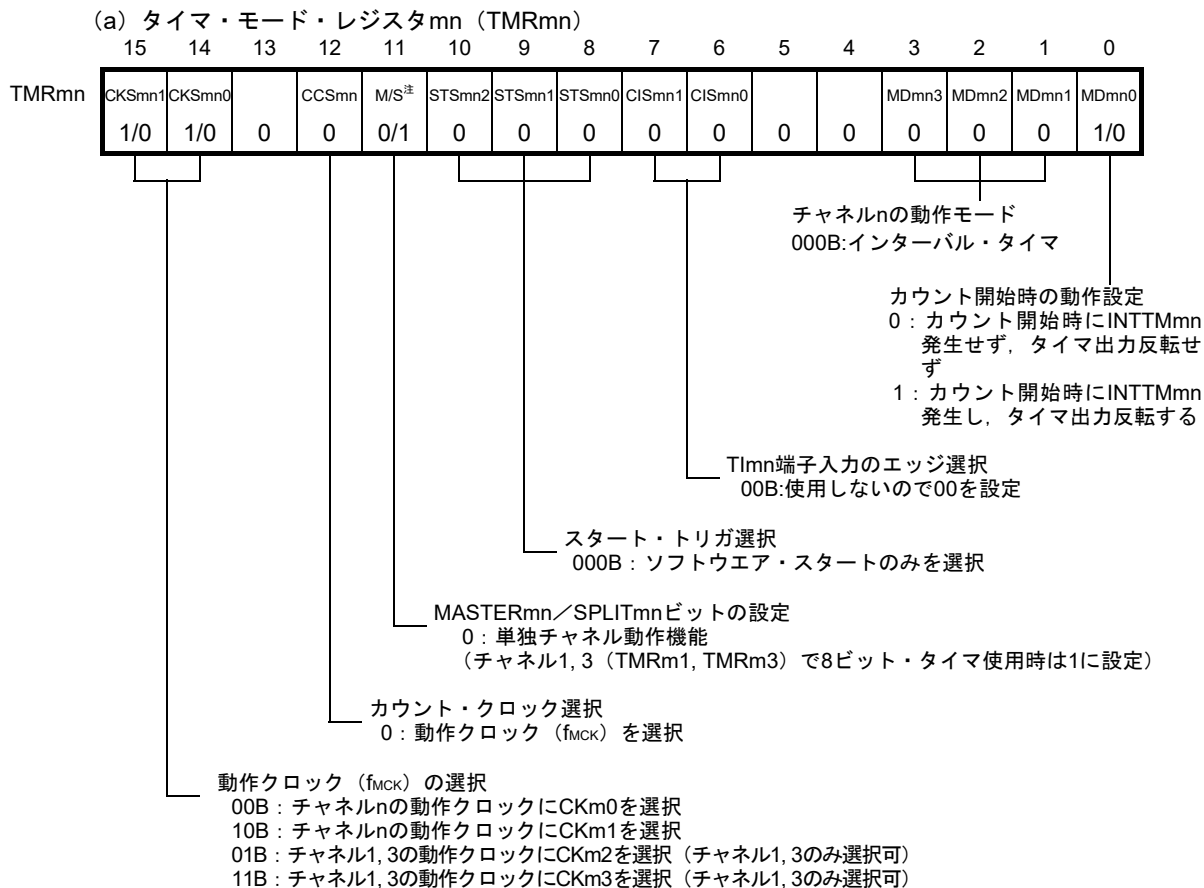 (a) タイマ・モード・レジスタmn（TMRmn）
15 14 13 12 11 10 9 8 7 6 5 4 3 2 1 0
TMRmn CKSmn1 CKSmn0 CCSmn M/S注 STSmn2 STSmn1 STSmn0 CISmn1 CISmn0 MDmn3 MDmn2 MDmn1 MDmn0
1/0 1/0 0 0 0/1 0 0 0 0 0 0 0 0 0 0 1/0
チャネルnの動作モード
000B:インターバル・タイマ
カウント開始時の動作設定
0：カウント開始時にINTTMmn
発生せず，タイマ出力反転せ
ず
1：カウント開始時にINTTMmn
発生し，タイマ出力反転する
TImn端子入力のエッジ選択
00B:使用しないので00を設定
スタート・トリガ選択
000B：ソフトウエア・スタートのみを選択
MASTERmn／SPLITmnビットの設定
0：単独チャネル動作機能
（チャネル1, 3（TMRm1, TMRm3）で8ビット・タイマ使用時は1に設定）
カウント・クロック選択
0：動作クロック（fMCK）を選択
動作クロック（fMCK）の選択
00B：チャネルnの動作クロックにCKm0を選択
10B：チャネルnの動作クロックにCKm1を選択
01B：チャネル1, 3の動作クロックにCKm2を選択（チャネル1, 3のみ選択可）
11B：チャネル1, 3の動作クロックにCKm3を選択（チャネル1, 3のみ選択可）